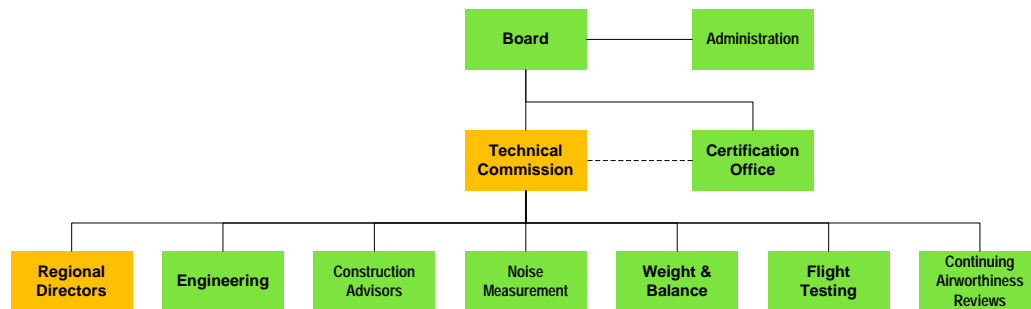 Board
Administration
Technical
Commission
Certification
Office
Regional
Directors
Engineering
Construction
Advisors
Noise
Measurement
Weight &
Balance
Flight
Testing
Continuing
Airworthiness
Reviews